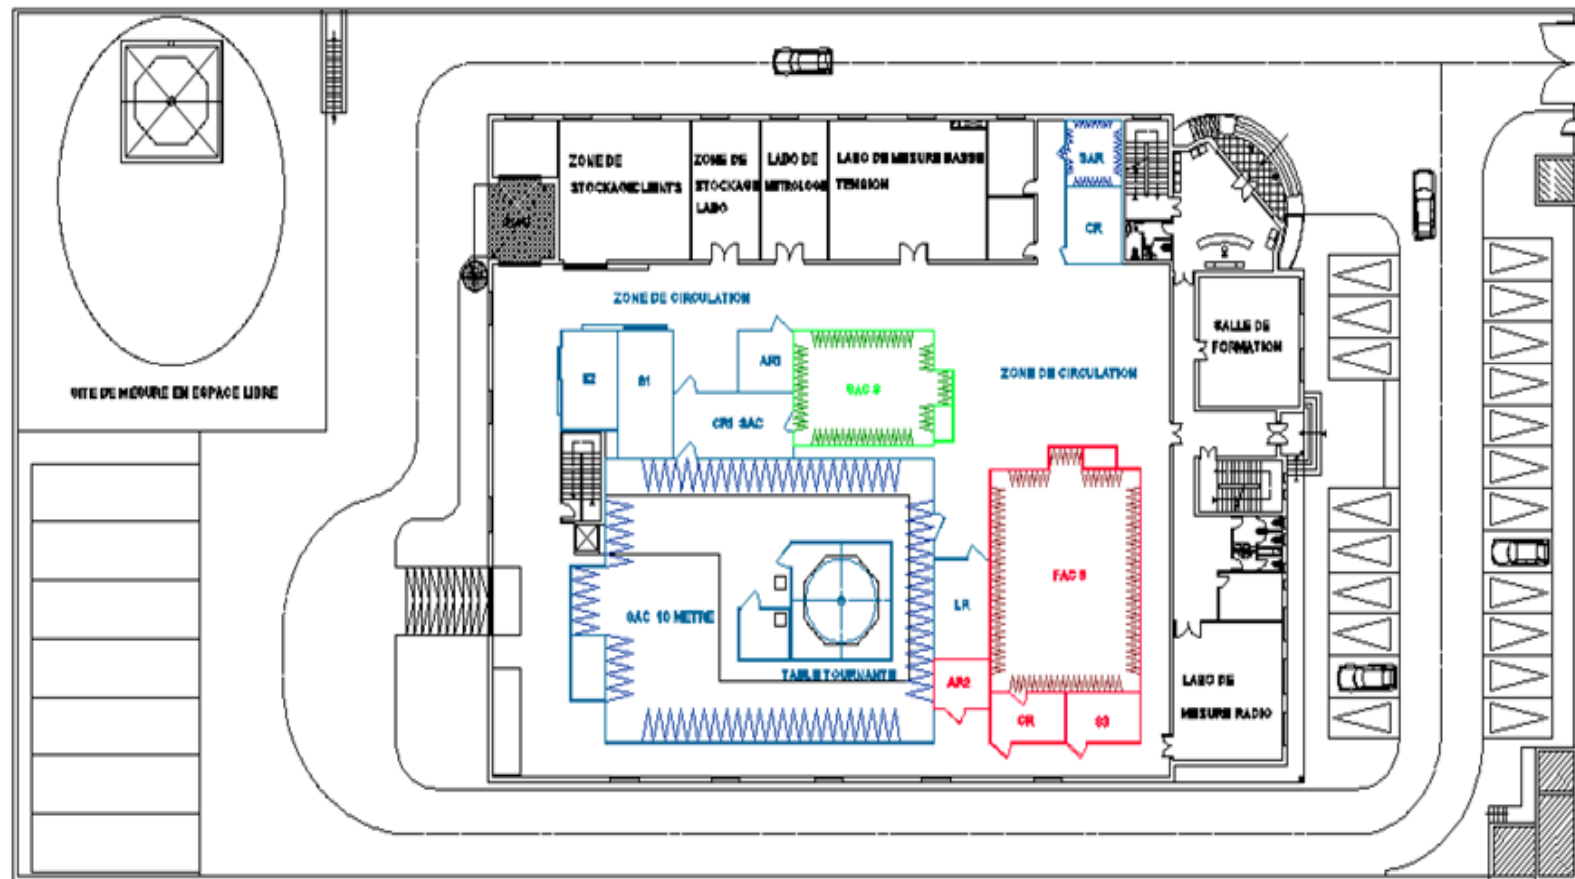 ZONE DE
STOCKAGE LABO
ZONE DE
STOCKAGECLIENTS
LABO DE
METROLOGIE
LABO DE MESURE BASSE
TENSION
SAR
CR
ZONE DE CIRCULATION
SALLE DE
FORMATION
AR1
S2
S1
SAC 3
ZONE DE CIRCULATION
SITE DE MESURE EN ESPACE LIBRE
CR1 SAC
FAC 5
SAC 10 METRE
LR
TABLE TOURNANTE
AR2
LABO DE
MESURE RADIO
CR
S3